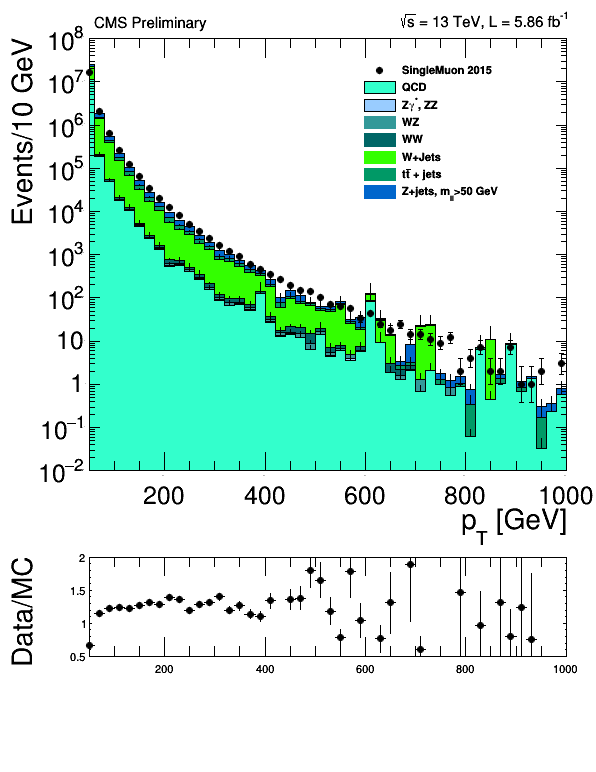 CMS Preliminary
√s = 13 TeV, L = 5.86 fb⁻¹
Events/10 GeV
10⁸
10⁷
10⁶
10⁵
10⁴
10³
10²
10
1
10⁻¹
10⁻²
SingleMuon 2015
QCD
Zγ*, ZZ
WZ
WW
W+Jets
tt̄ + jets
Z+jets, m >50 GeV
200 400 600 800 1000
p_T [GeV]
Data/MC
2
1.5
1
0.5
200 400 600 800 1000